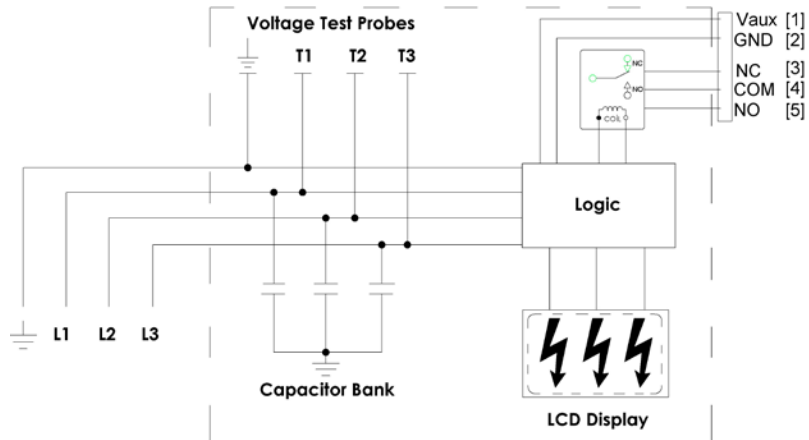 Voltage Test Probes
T1 T2 T3
Vaux [1]
GND [2]
NC [3]
COM [4]
NO [5]
NC
NO
COIL
Logic
L1 L2 L3
Capacitor Bank
LCD Display